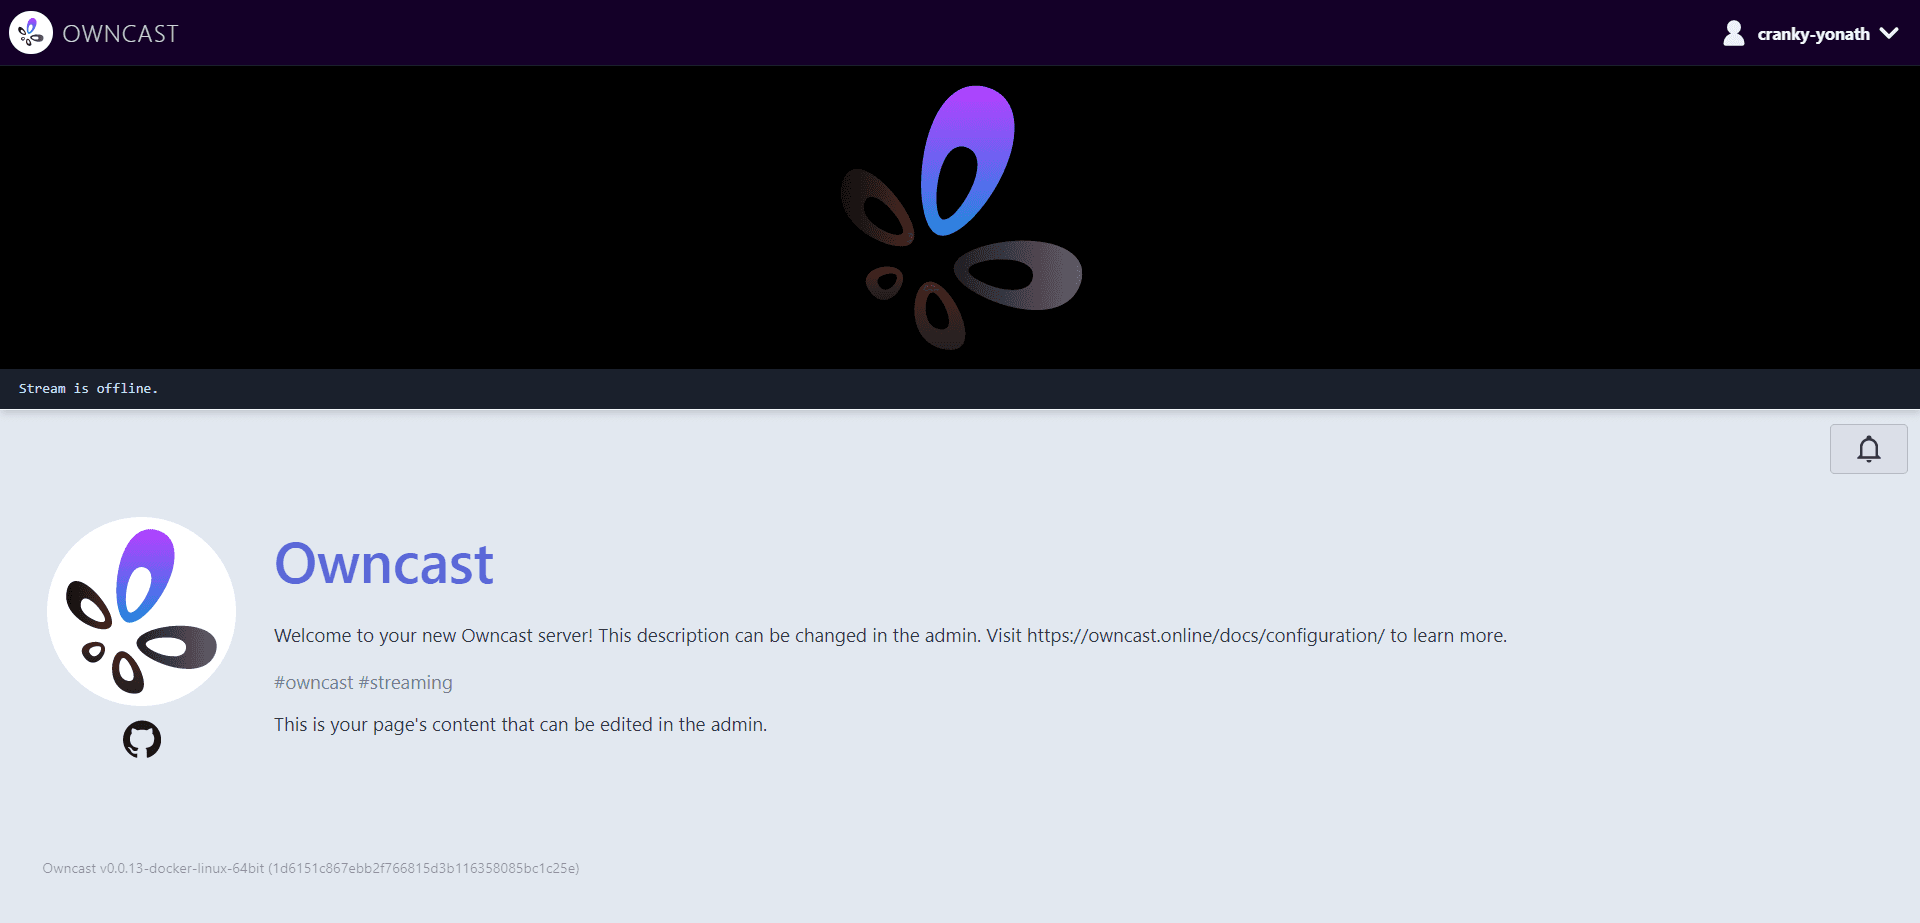 OWNCAST
cranky-yonath
Stream is offline.
Owncast
Welcome to your new Owncast server! This description can be changed in the admin. Visit https://owncast.online/docs/configuration/ to learn more.
#owncast #streaming
This is your page's content that can be edited in the admin.
Owncast v0.0.13-docker-linux-64bit (1d6151c867ebb2f766815d3b116358085bc1c25e)